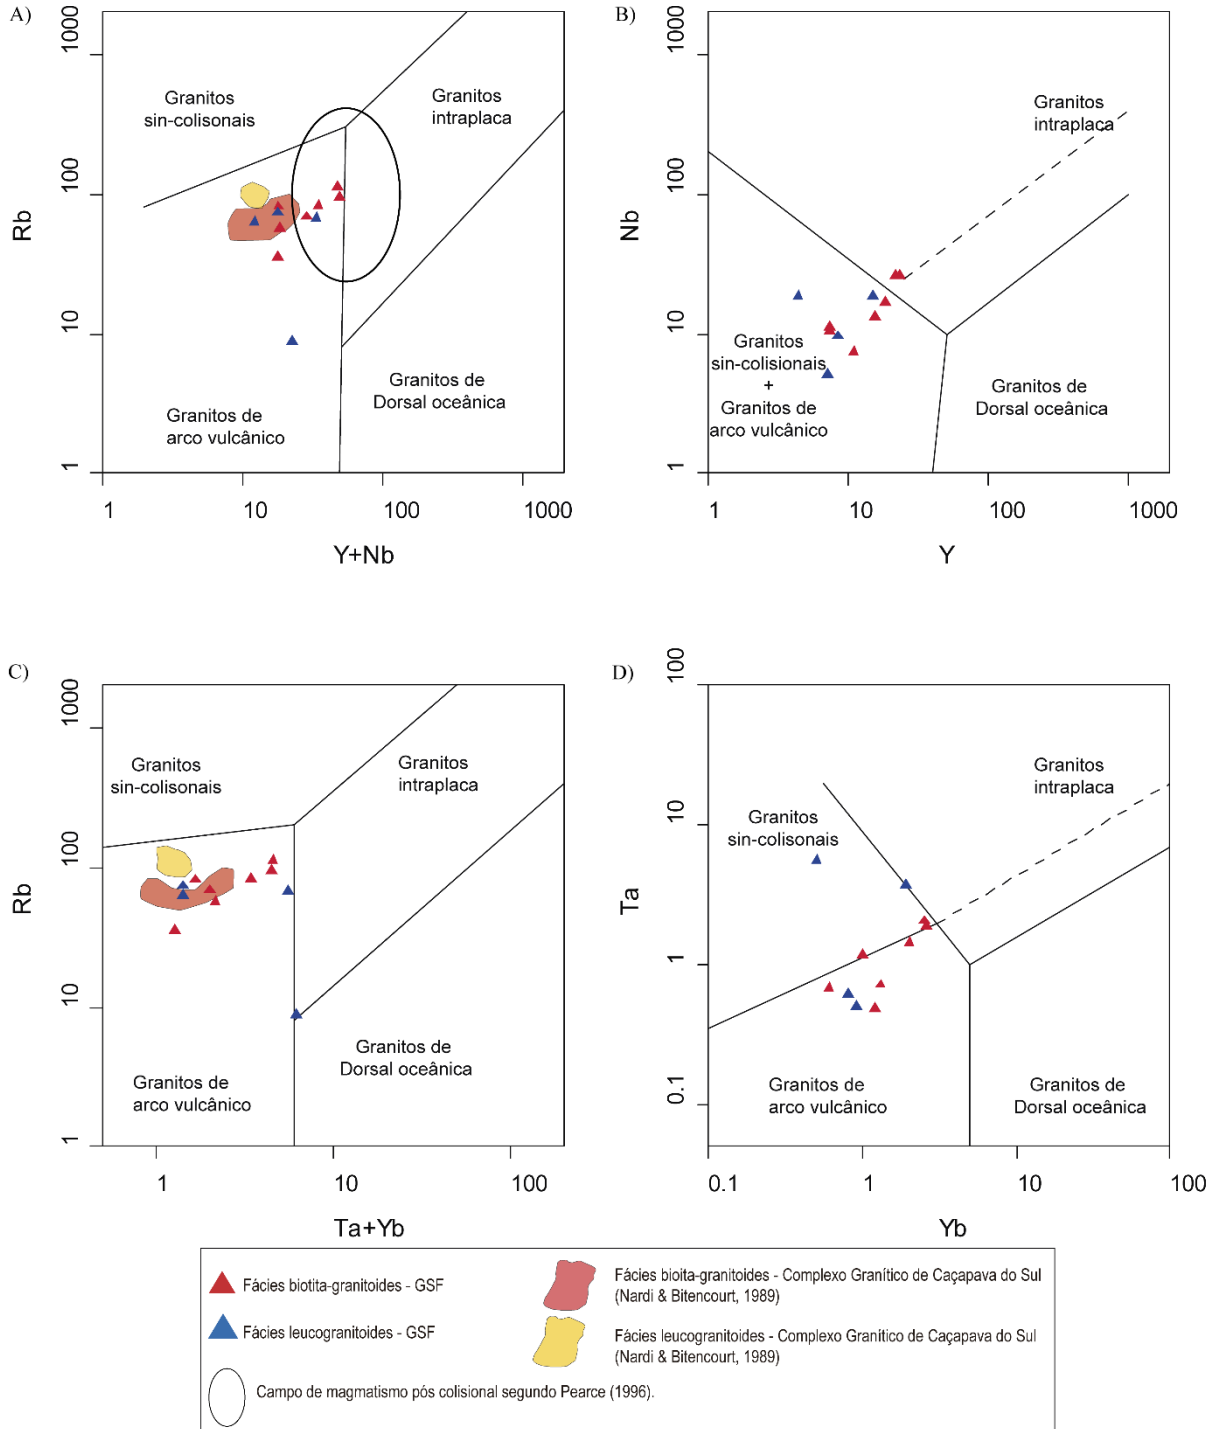 A)
1000
100
10
1
Rb
Granitos
sin-colisonais
Granitos
intraplaca
Granitos de
Dorsal oceânica
Granitos de
arco vulcânico
1
10
100
1000
Y+Nb
B)
1000
100
10
1
Nb
Granitos
intraplaca
Granitos
sin-colisionais
+
Granitos de
arco vulcânico
Granitos de
Dorsal oceânica
1
10
100
1000
Y
C)
1000
100
10
1
Rb
Granitos
sin-colisonais
Granitos
intraplaca
Granitos de
Dorsal oceânica
Granitos de
arco vulcânico
1
10
100
Ta+Yb
D)
100
10
1
0.1
Ta
Granitos
intraplaca
Granitos
sin-colisonais
Granitos de
arco vulcânico
Granitos de
Dorsal oceânica
0.1
1
10
100
Yb
Fácies biotita-granitoides - GSF
Fácies leucogranitoides - GSF
Campo de magmatismo pós colisional segundo Pearce (1996).
Fácies bioita-granitoides - Complexo Granítico de Caçapava do Sul
(Nardi & Bitencourt, 1989)
Fácies leucogranitoides - Complexo Granítico de Caçapava do Sul
(Nardi & Bitencourt, 1989)